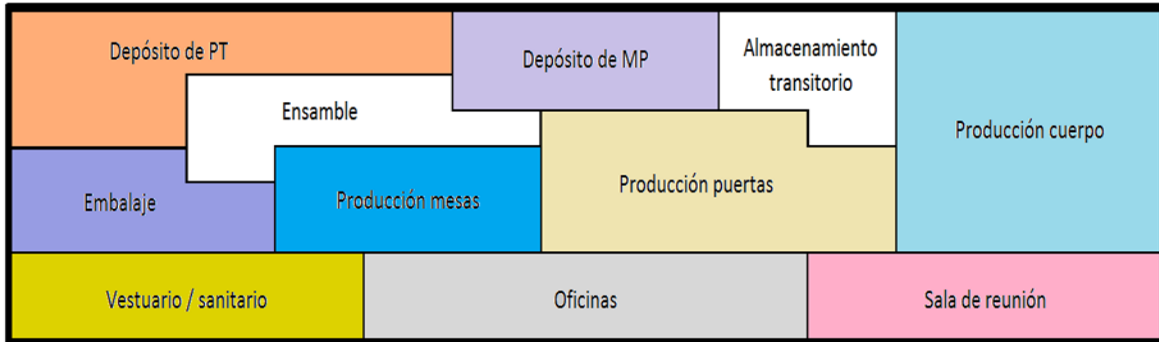 Depósito de PT
Depósito de MP
Almacenamiento
transitorio
Ensamble
Producción cuerpo
Embalaje
Producción mesas
Producción puertas
Vestuario / sanitario
Oficinas
Sala de reunión